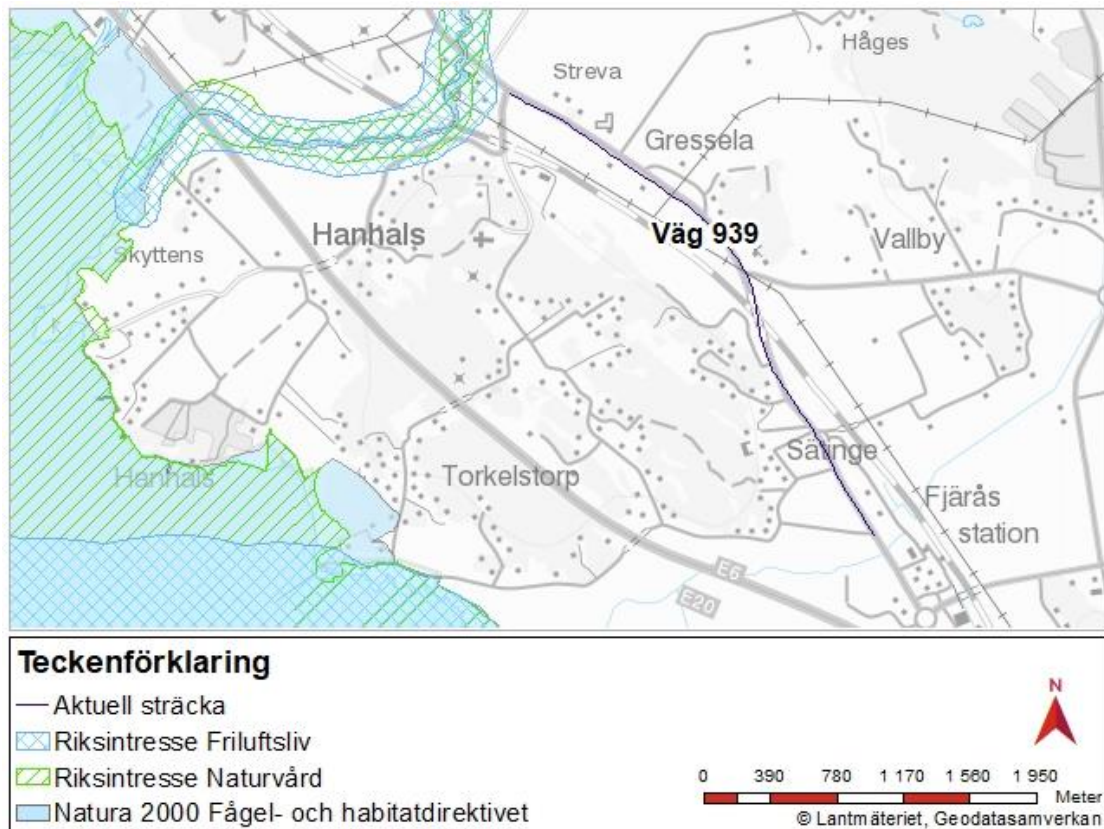 Håges
Streva
Gressela
Väg 939
Hanhals
Vallby
Skyttens
Hanhals
Torkelstorp
Sätinge
Fjärås
station
E6
E20
Teckenförklaring
Aktuell sträcka
Riksintresse Friluftsliv
Riksintresse Naturvård
Natura 2000 Fågel- och habitatdirektivet
N
0 390 780 1 170 1 560 1 950
Meter
© Lantmäteriet, Geodatasamverkan